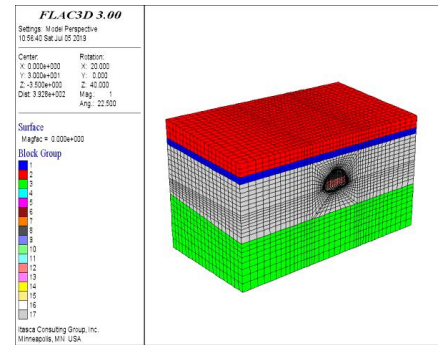 FLAC3D 3.00
Settings: Model Perspective
10:56:40 Sat Jul 05 2013
Center:
X: 0.000e+000
Y: 3.000e+001
Z: -3.500e+000
Dist: 3.928e+002
Rotation:
X: 20.000
Y: 0.000
Z: 40.000
Mag.: 1
Ang.: 22.500
Surface
Magfac = 0.000e+000
Block Group
1
2
3
4
5
6
7
8
9
10
11
12
13
14
15
16
17
Itasca Consulting Group, Inc.
Minneapolis, MN USA